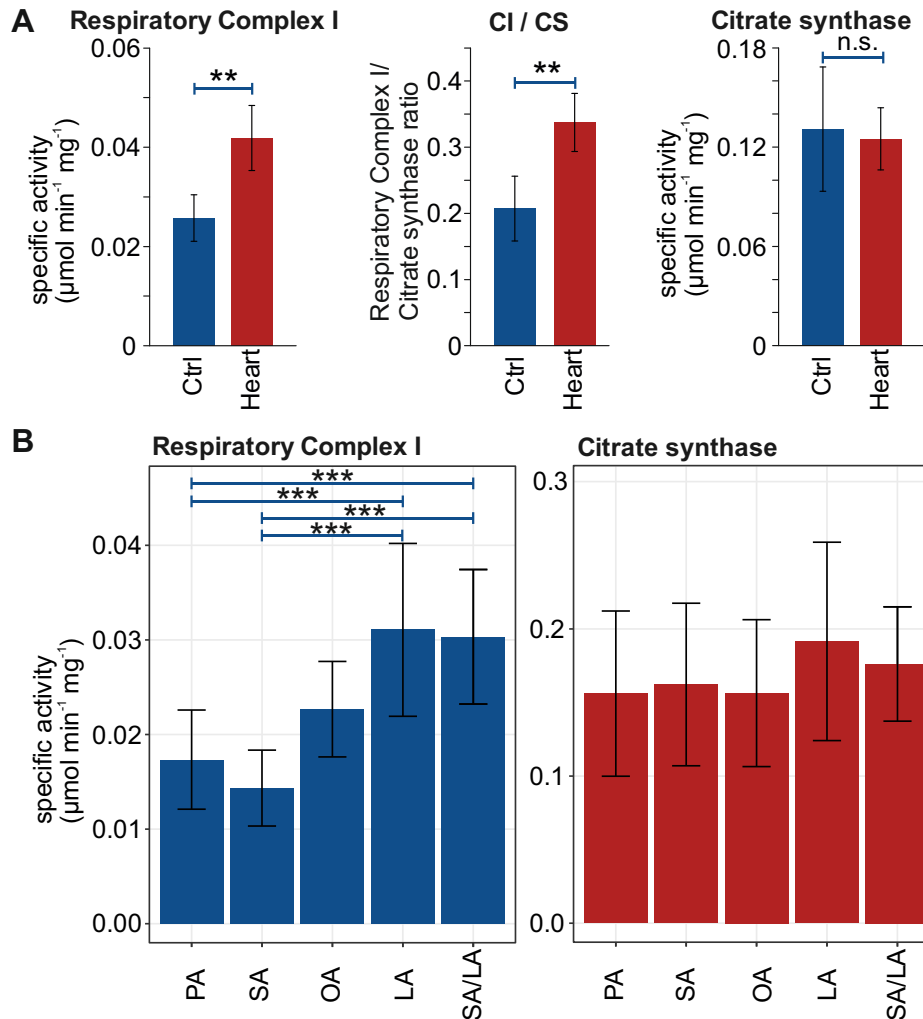 A
Respiratory Complex I
specific activity
(µmol min⁻¹ mg⁻¹)
0.06
0.04
0.02
0
**
Ctrl
Heart
CI / CS
Respiratory Complex I/
Citrate synthase ratio
0.4
0.3
0.2
0.1
0
**
Ctrl
Heart
Citrate synthase
specific activity
(µmol min⁻¹ mg⁻¹)
0.18
0.12
0.06
0
n.s.
Ctrl
Heart
B
Respiratory Complex I
specific activity
(µmol min⁻¹ mg⁻¹)
0.04
0.03
0.02
0.01
0.00
***
***
***
***
PA
SA
OA
LA
SA/LA
Citrate synthase
0.3
0.2
0.1
0.0
PA
SA
OA
LA
SA/LA